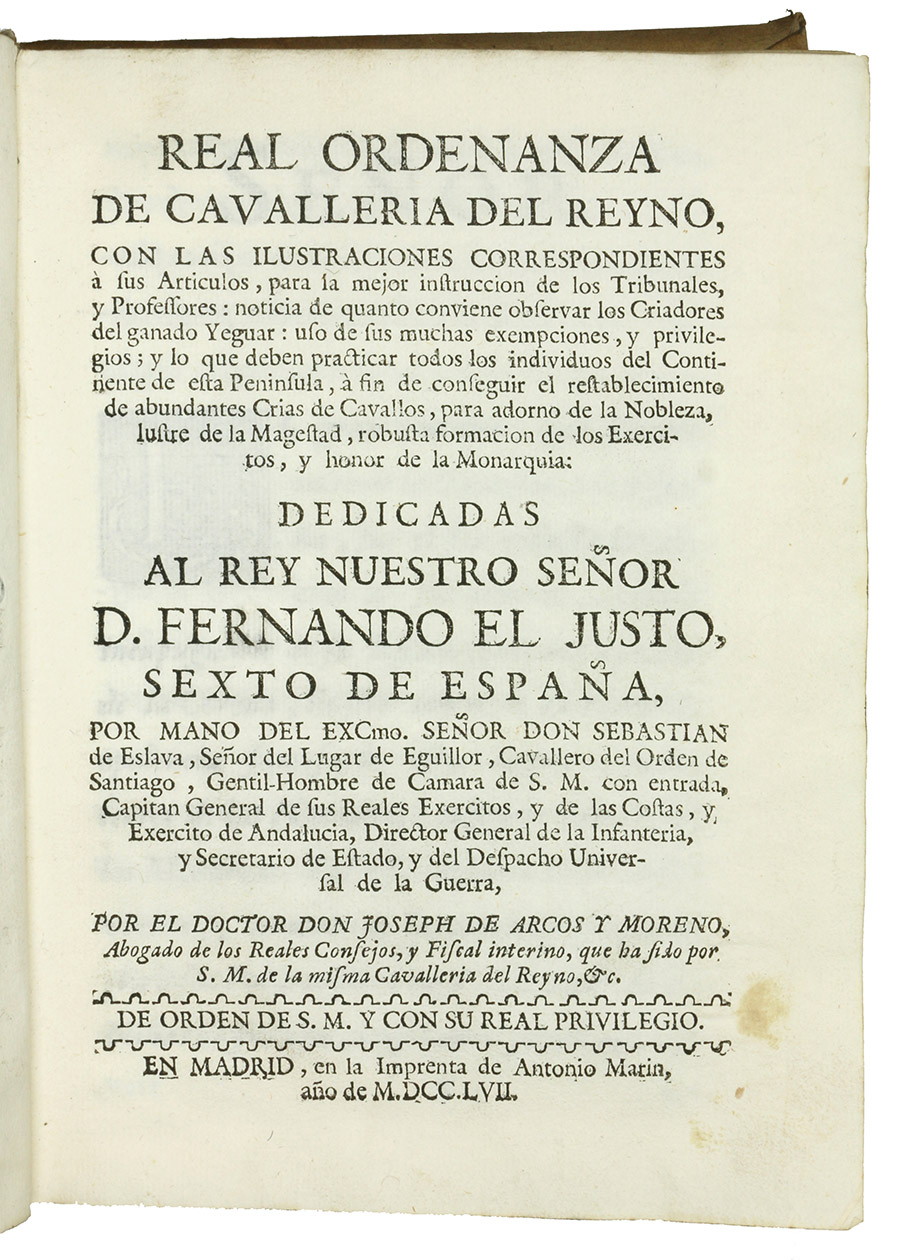 REAL ORDENANZA
DE CAVALLERIA DEL REYNO,
CON LAS ILUSTRACIONES CORRESPONDIENTES
à ſus Articulos, para la mejor inſtruccion de los Tribunales,
y Profeſſores: noticia de quanto conviene obſervar los Criadores
del ganado Yeguar: uſo de ſus muchas exempciones, y privile-
gios; y lo que deben practicar todos los individuos del Conti-
nente de eſta Peninſula, à fin de conſeguir el reſtablecimiento
de abundantes Crias de Cavallos, para adorno de la Nobleza,
luſtre de la Mageſtad, robuſta formacion de los Exerci-
tos, y honor de la Monarquia:
DEDICADAS
AL REY NUESTRO SEÑOR
D. FERNANDO EL JUSTO,
SEXTO DE ESPAÑA,
POR MANO DEL EXCmo. SEÑOR DON SEBASTIAN
de Eslava, Señor del Lugar de Eguillor, Cavallero del Orden de
Santiago, Gentil-Hombre de Camara de S. M. con entrada,
Capitan General de ſus Reales Exercitos, y de las Coſtas, y
Exercito de Andalucia, Director General de la Infanteria,
y Secretario de Eſtado, y del Deſpacho Univer-
ſal de la Guerra,
POR EL DOCTOR DON JOSEPH DE ARCOS Y MORENO,
Abogado de los Reales Conſejos, y Fiſcal interino, que ha ſido por
S. M. de la miſma Cavalleria del Reyno, &c.
DE ORDEN DE S. M. Y CON SU REAL PRIVILEGIO.
EN MADRID, en la Imprenta de Antonio Marin,
año de M.DCC.LVII.